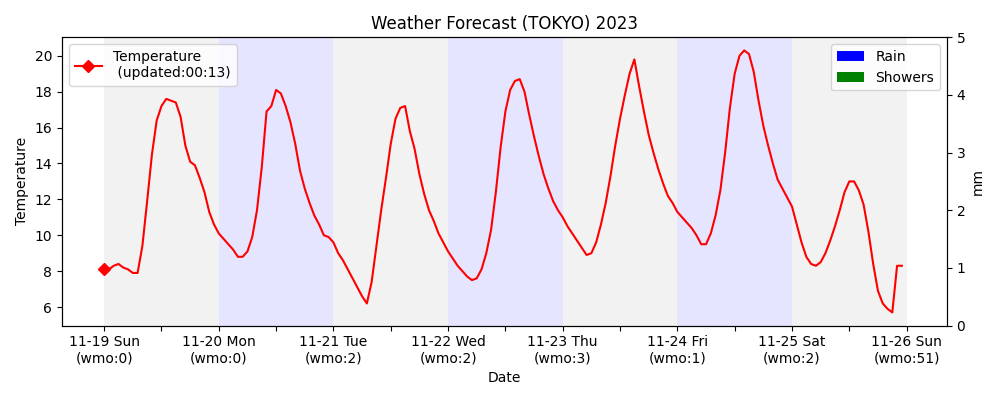 Weather Forecast (TOKYO) 2023
Temperature
(updated:00:13)
Rain
Showers
Temperature
20
18
16
14
12
10
8
6
5
4
3
2
1
0
mm
11-19 Sun 11-20 Mon 11-21 Tue 11-22 Wed 11-23 Thu 11-24 Fri 11-25 Sat 11-26 Sun
(wmo:0) (wmo:0) (wmo:2) (wmo:2) (wmo:3) (wmo:1) (wmo:2) (wmo:51)
Date